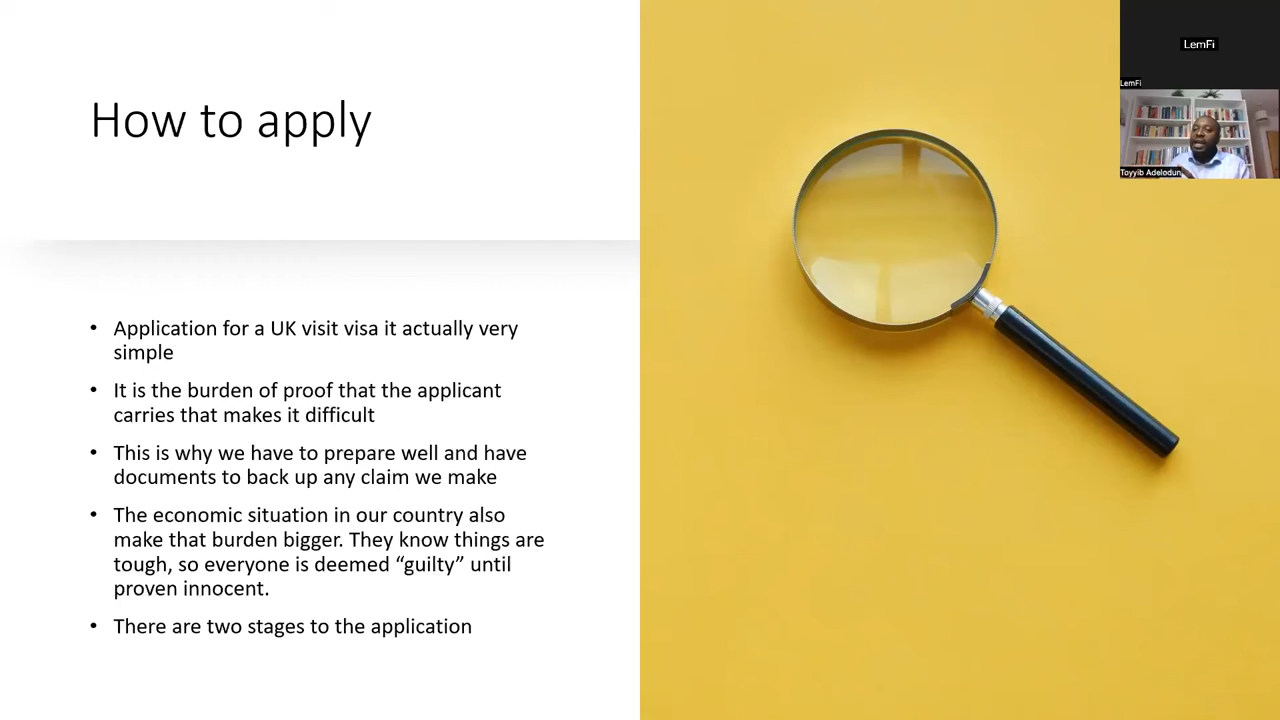 How to apply
• Application for a UK visit visa it actually very
simple
• It is the burden of proof that the applicant
carries that makes it difficult
• This is why we have to prepare well and have
documents to back up any claim we make
• The economic situation in our country also
make that burden bigger. They know things are
tough, so everyone is deemed “guilty” until
proven innocent.
• There are two stages to the application
LemFi
LemFi
Toyyib Adelodun